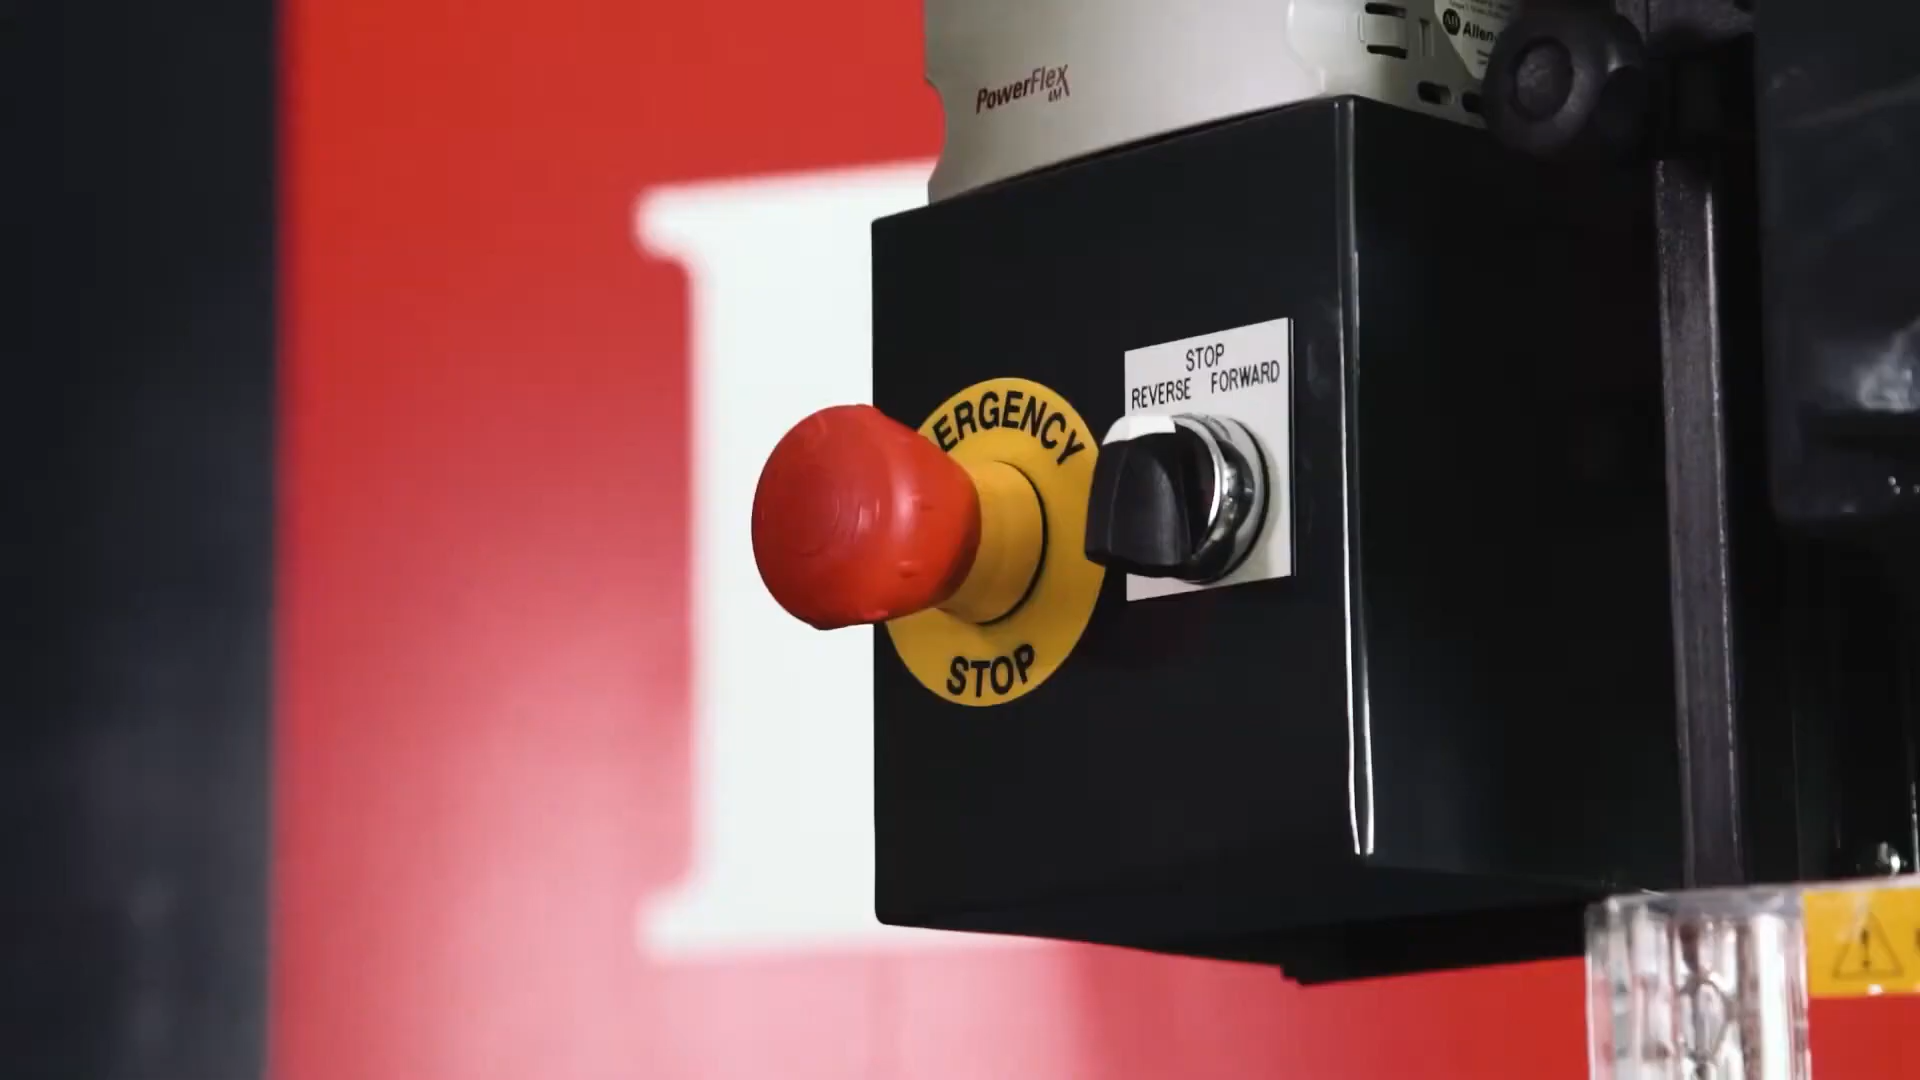 PowerFlex
4M
Allen
STOP
REVERSE FORWARD
ERGENCY
STOP